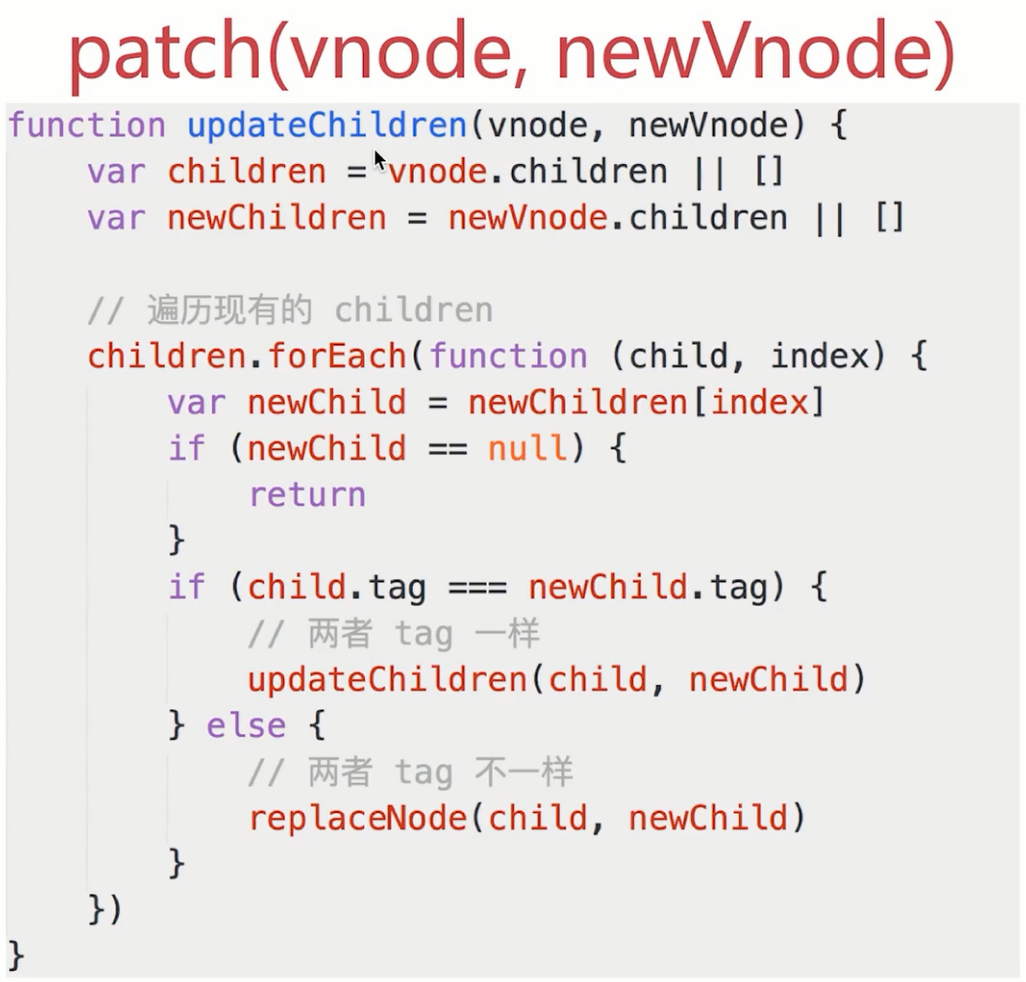 patch(vnode, newVnode)
function updateChildren(vnode, newVnode) {
    var children = vnode.children || []
    var newChildren = newVnode.children || []

    // 遍历现有的 children
    children.forEach(function (child, index) {
        var newChild = newChildren[index]
        if (newChild == null) {
            return
        }
        if (child.tag === newChild.tag) {
            // 两者 tag 一样
            updateChildren(child, newChild)
        } else {
            // 两者 tag 不一样
            replaceNode(child, newChild)
        }
    })
}